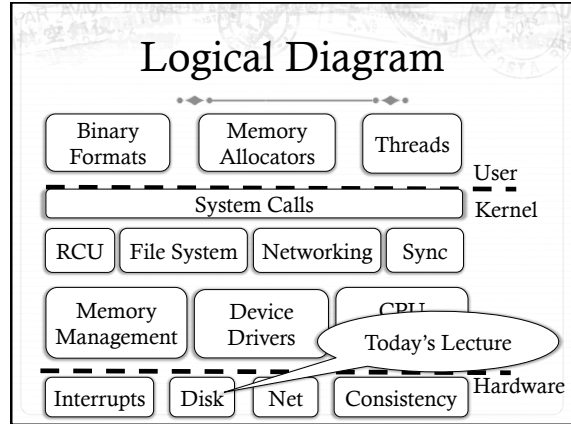 Logical Diagram
Binary
Formats
Memory
Allocators
Threads
User
System Calls
Kernel
RCU
File System
Networking
Sync
Memory
Management
Device
Drivers
CPU
Today's Lecture
Hardware
Interrupts
Disk
Net
Consistency